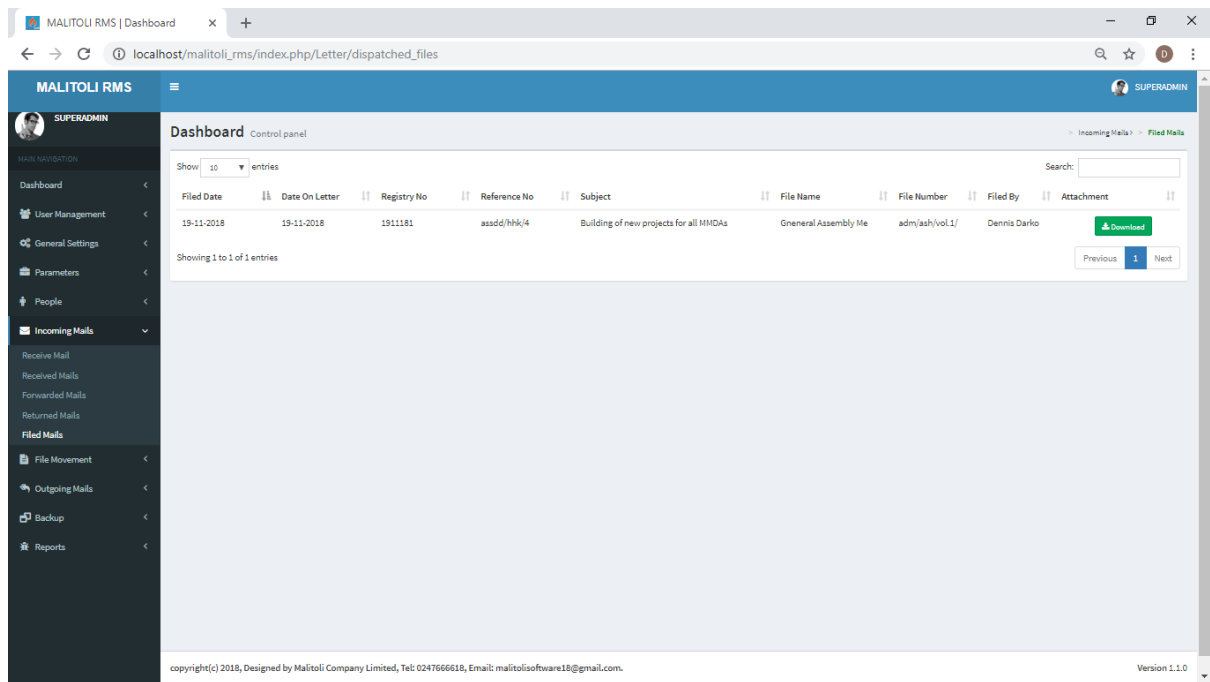 MALITOLI RMS | Dashboard
localhost/malitoli_rms/index.php/Letter/dispatched_files
D
MALITOLI RMS
SUPERADMIN
SUPERADMIN
MAIN NAVIGATION
Dashboard
User Management
General Settings
Parameters
People
Incoming Mails
Receive Mail
Received Mails
Forwarded Mails
Returned Mails
Filed Mails
File Movement
Outgoing Mails
Backup
Reports
Dashboard Control panel
Incoming Mails > > Filed Mails
Show 10 entries
Search:
Filed Date Date On Letter Registry No Reference No Subject File Name File Number Filed By Attachment
19-11-2018 19-11-2018 1911181 assdd/hhk/4 Building of new projects for all MMDAs Gneneral Assembly Me adm/ash/vol.1/ Dennis Darko Download
Showing 1 to 1 of 1 entries
Previous 1 Next
copyright(c) 2018, Designed by Malitoli Company Limited, Tel: 0247666618, Email: malitolisoftware18@gmail.com.
Version 1.1.0